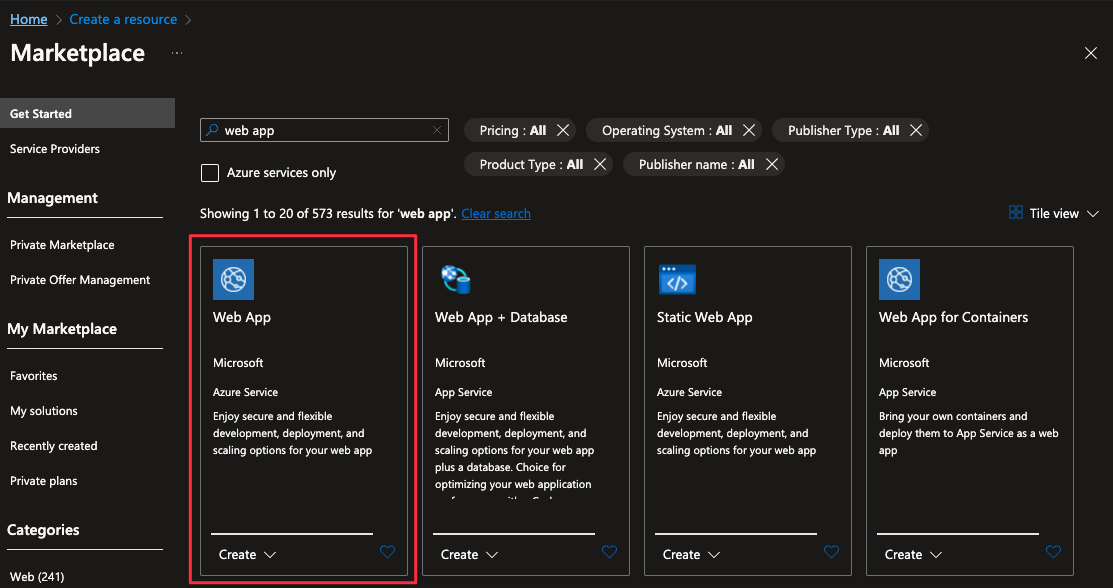 Home > Create a resource >
Marketplace ...
Get Started
Service Providers
Management
Private Marketplace
Private Offer Management
My Marketplace
Favorites
My solutions
Recently created
Private plans
Categories
Web (241)
web app
Pricing : All
Operating System : All
Publisher Type : All
Product Type : All
Publisher name : All
Azure services only
Showing 1 to 20 of 573 results for 'web app'. Clear search
Tile view
Web App
Microsoft
Azure Service
Enjoy secure and flexible
development, deployment, and
scaling options for your web app
Create
Web App + Database
Microsoft
App Service
Enjoy secure and flexible
development, deployment, and
scaling options for your web app
plus a database. Choice for
optimizing your web application
Create
Static Web App
Microsoft
Azure Service
Enjoy secure and flexible
development, deployment, and
scaling options for your web app
Create
Web App for Containers
Microsoft
App Service
Bring your own containers and
deploy them to App Service as a web
app
Create